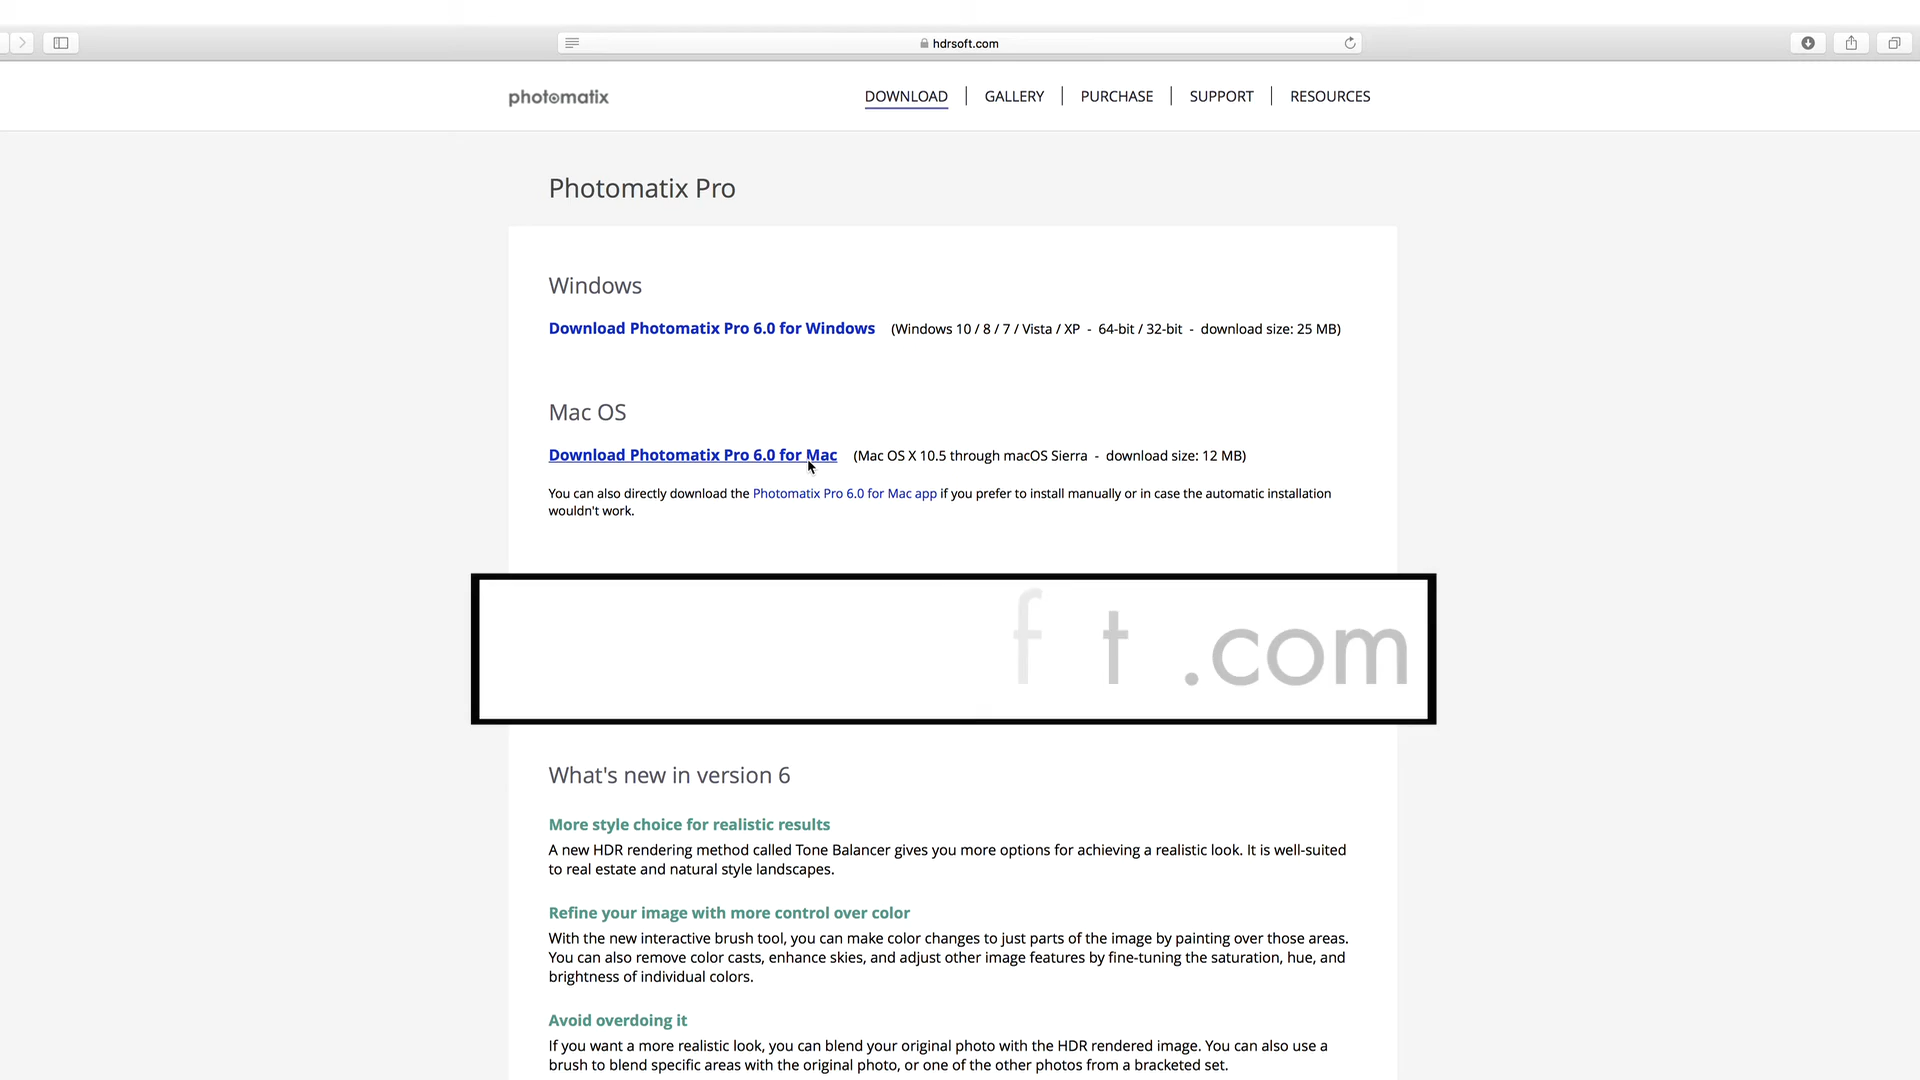 hdrsoft.com
photomatix
DOWNLOAD
GALLERY
PURCHASE
SUPPORT
RESOURCES
Photomatix Pro
Windows
Download Photomatix Pro 6.0 for Windows (Windows 10 / 8 / 7 / Vista / XP - 64-bit / 32-bit - download size: 25 MB)
Mac OS
Download Photomatix Pro 6.0 for Mac (Mac OS X 10.5 through macOS Sierra - download size: 12 MB)
You can also directly download the Photomatix Pro 6.0 for Mac app if you prefer to install manually or in case the automatic installation
wouldn't work.
f t .com
What's new in version 6
More style choice for realistic results
A new HDR rendering method called Tone Balancer gives you more options for achieving a realistic look. It is well-suited
to real estate and natural style landscapes.
Refine your image with more control over color
With the new interactive brush tool, you can make color changes to just parts of the image by painting over those areas.
You can also remove color casts, enhance skies, and adjust other image features by fine-tuning the saturation, hue, and
brightness of individual colors.
Avoid overdoing it
If you want a more realistic look, you can blend your original photo with the HDR rendered image. You can also use a
brush to blend specific areas with the original photo, or one of the other photos from a bracketed set.